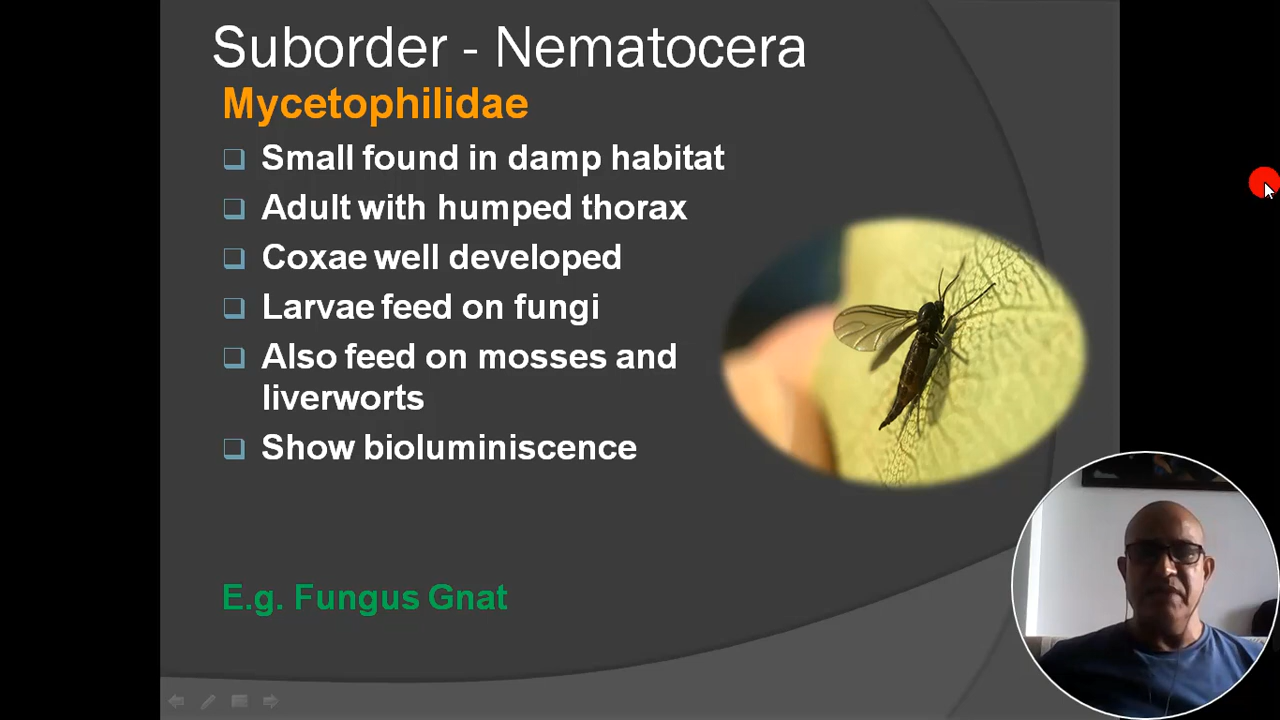 Suborder - Nematocera
Mycetophilidae
Small found in damp habitat
Adult with humped thorax
Coxae well developed
Larvae feed on fungi
Also feed on mosses and
liverworts
Show bioluminiscence
E.g. Fungus Gnat